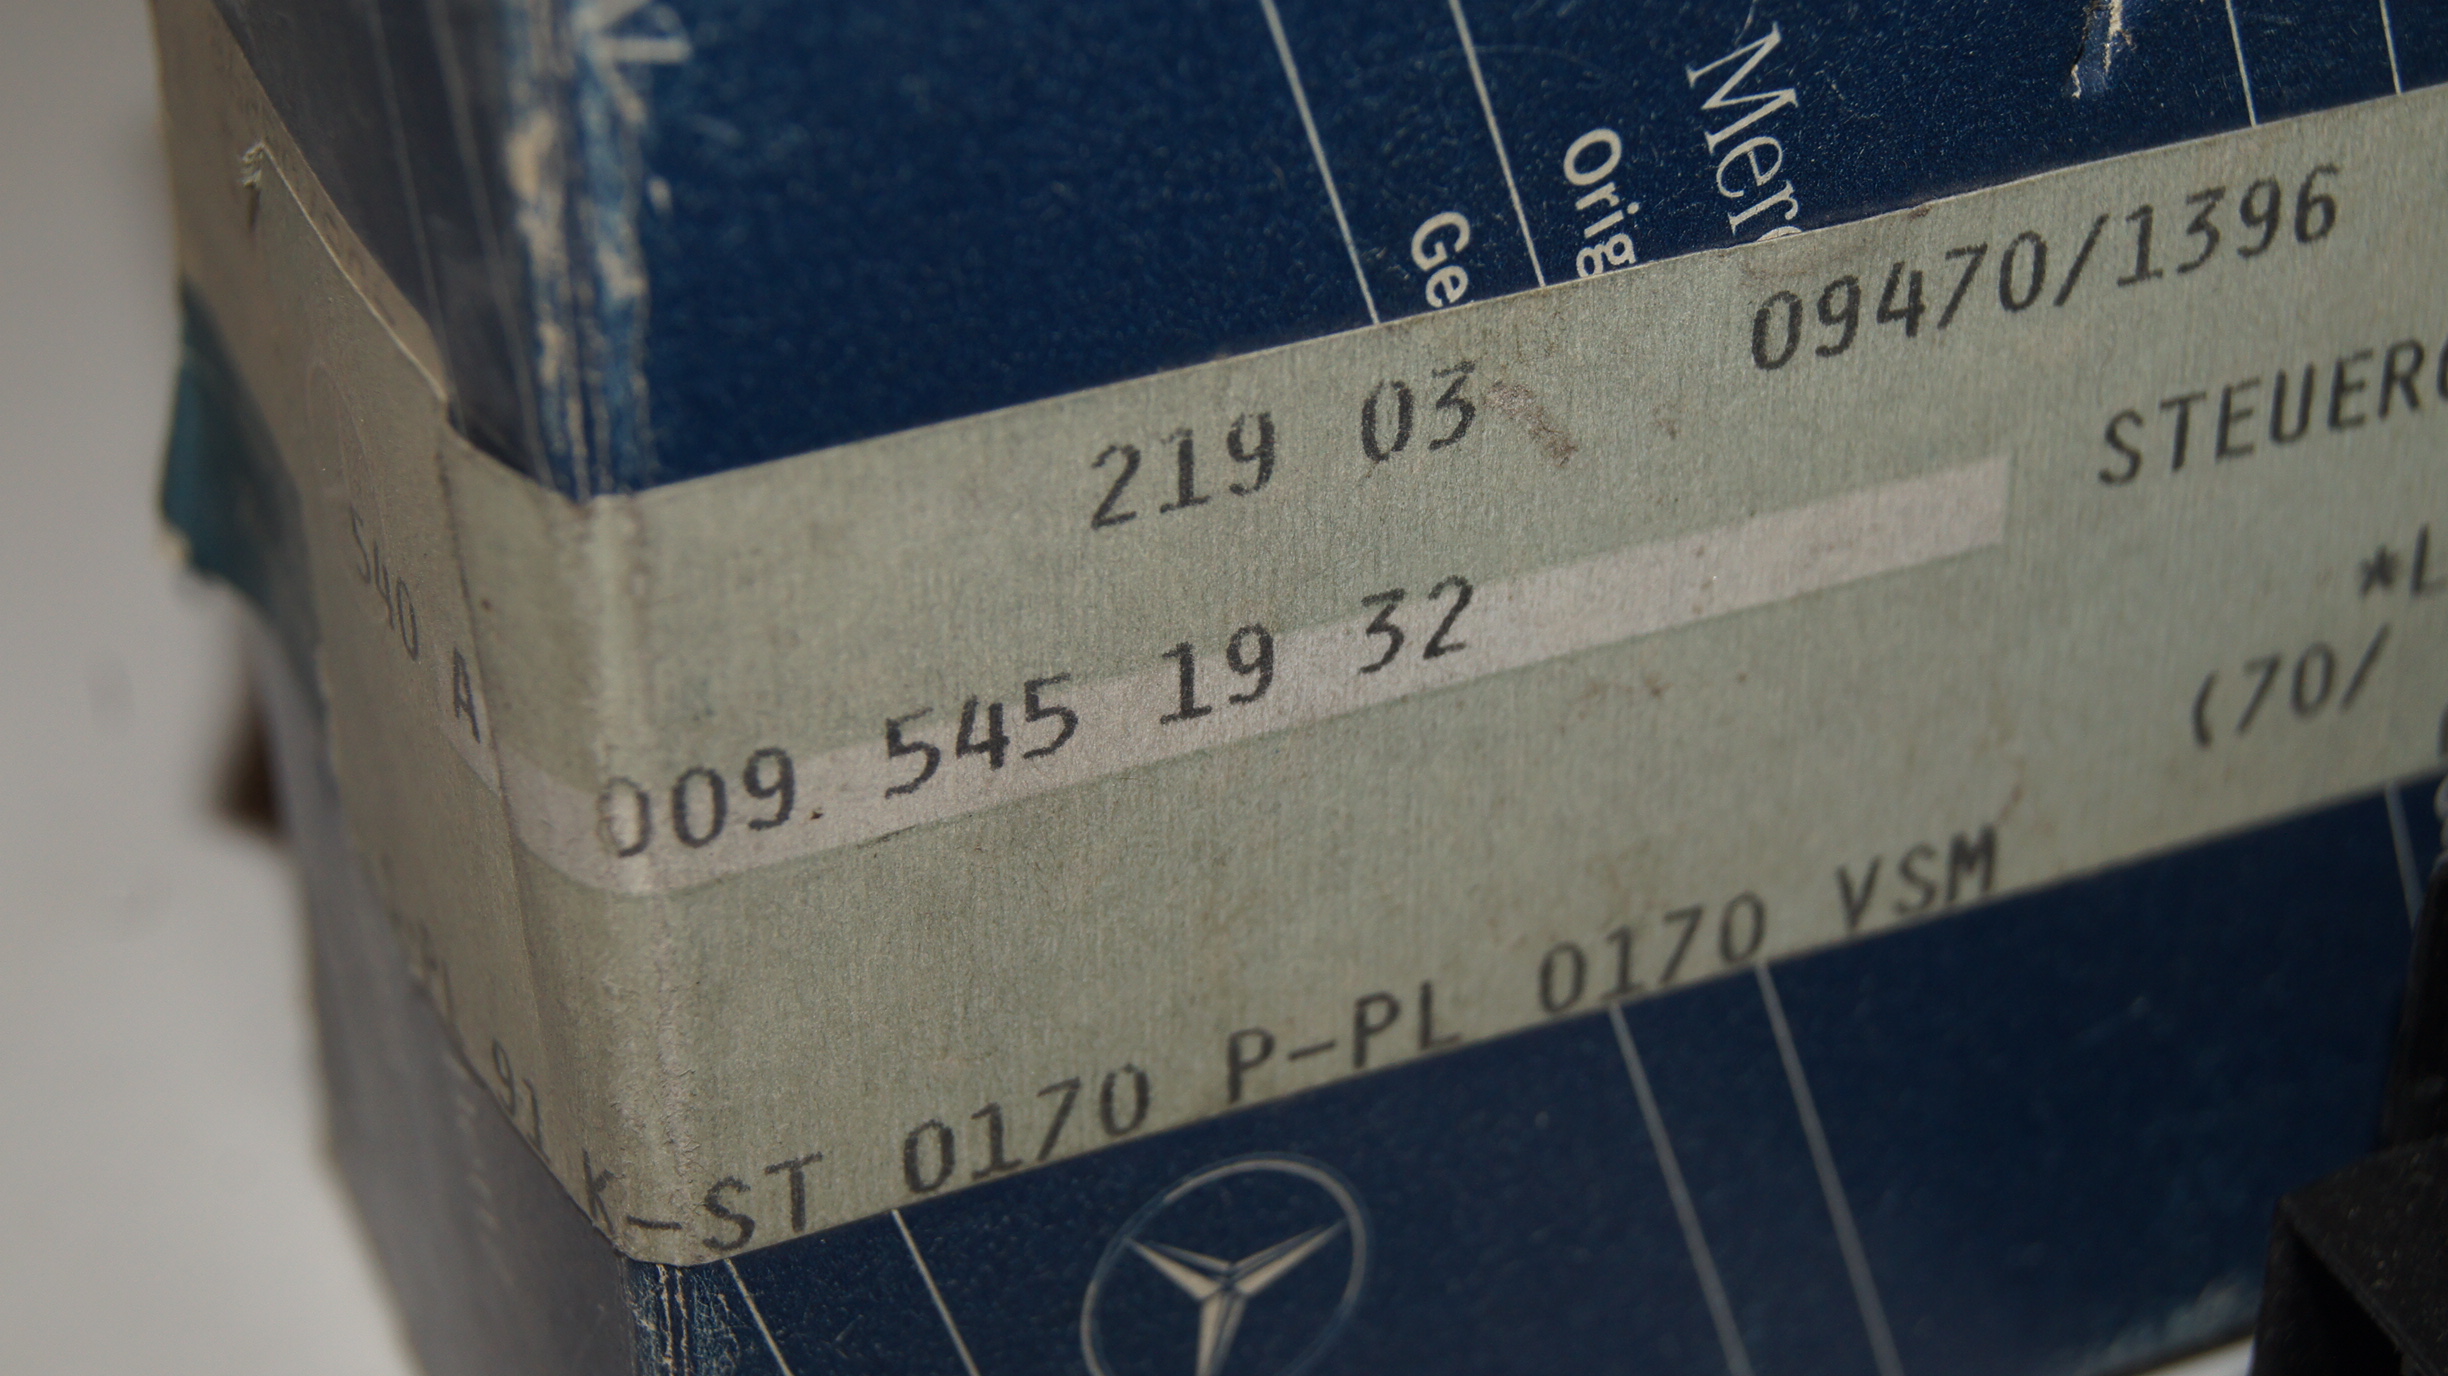 Mer
Orig
Ge
219 03 09470/1396
STEUER
009 545 19 32
*L
(70/
K-ST 0170 P-PL 0170 VSM
540 A
91